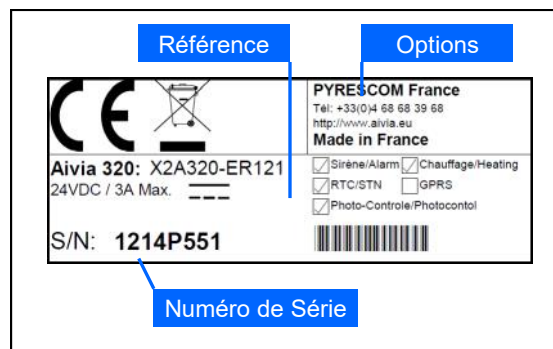 Référence
Options
CE
PYRESCOM France
Tél: +33(0)4 68 68 39 68
http://www.aivia.eu
Made in France
Aivia 320: X2A320-ER121
24VDC / 3A Max.
Sirène/Alarm Chauffage/Heating
RTC/STN GPRS
Photo-Controle/Photocontol
S/N: 1214P551
Numéro de Série